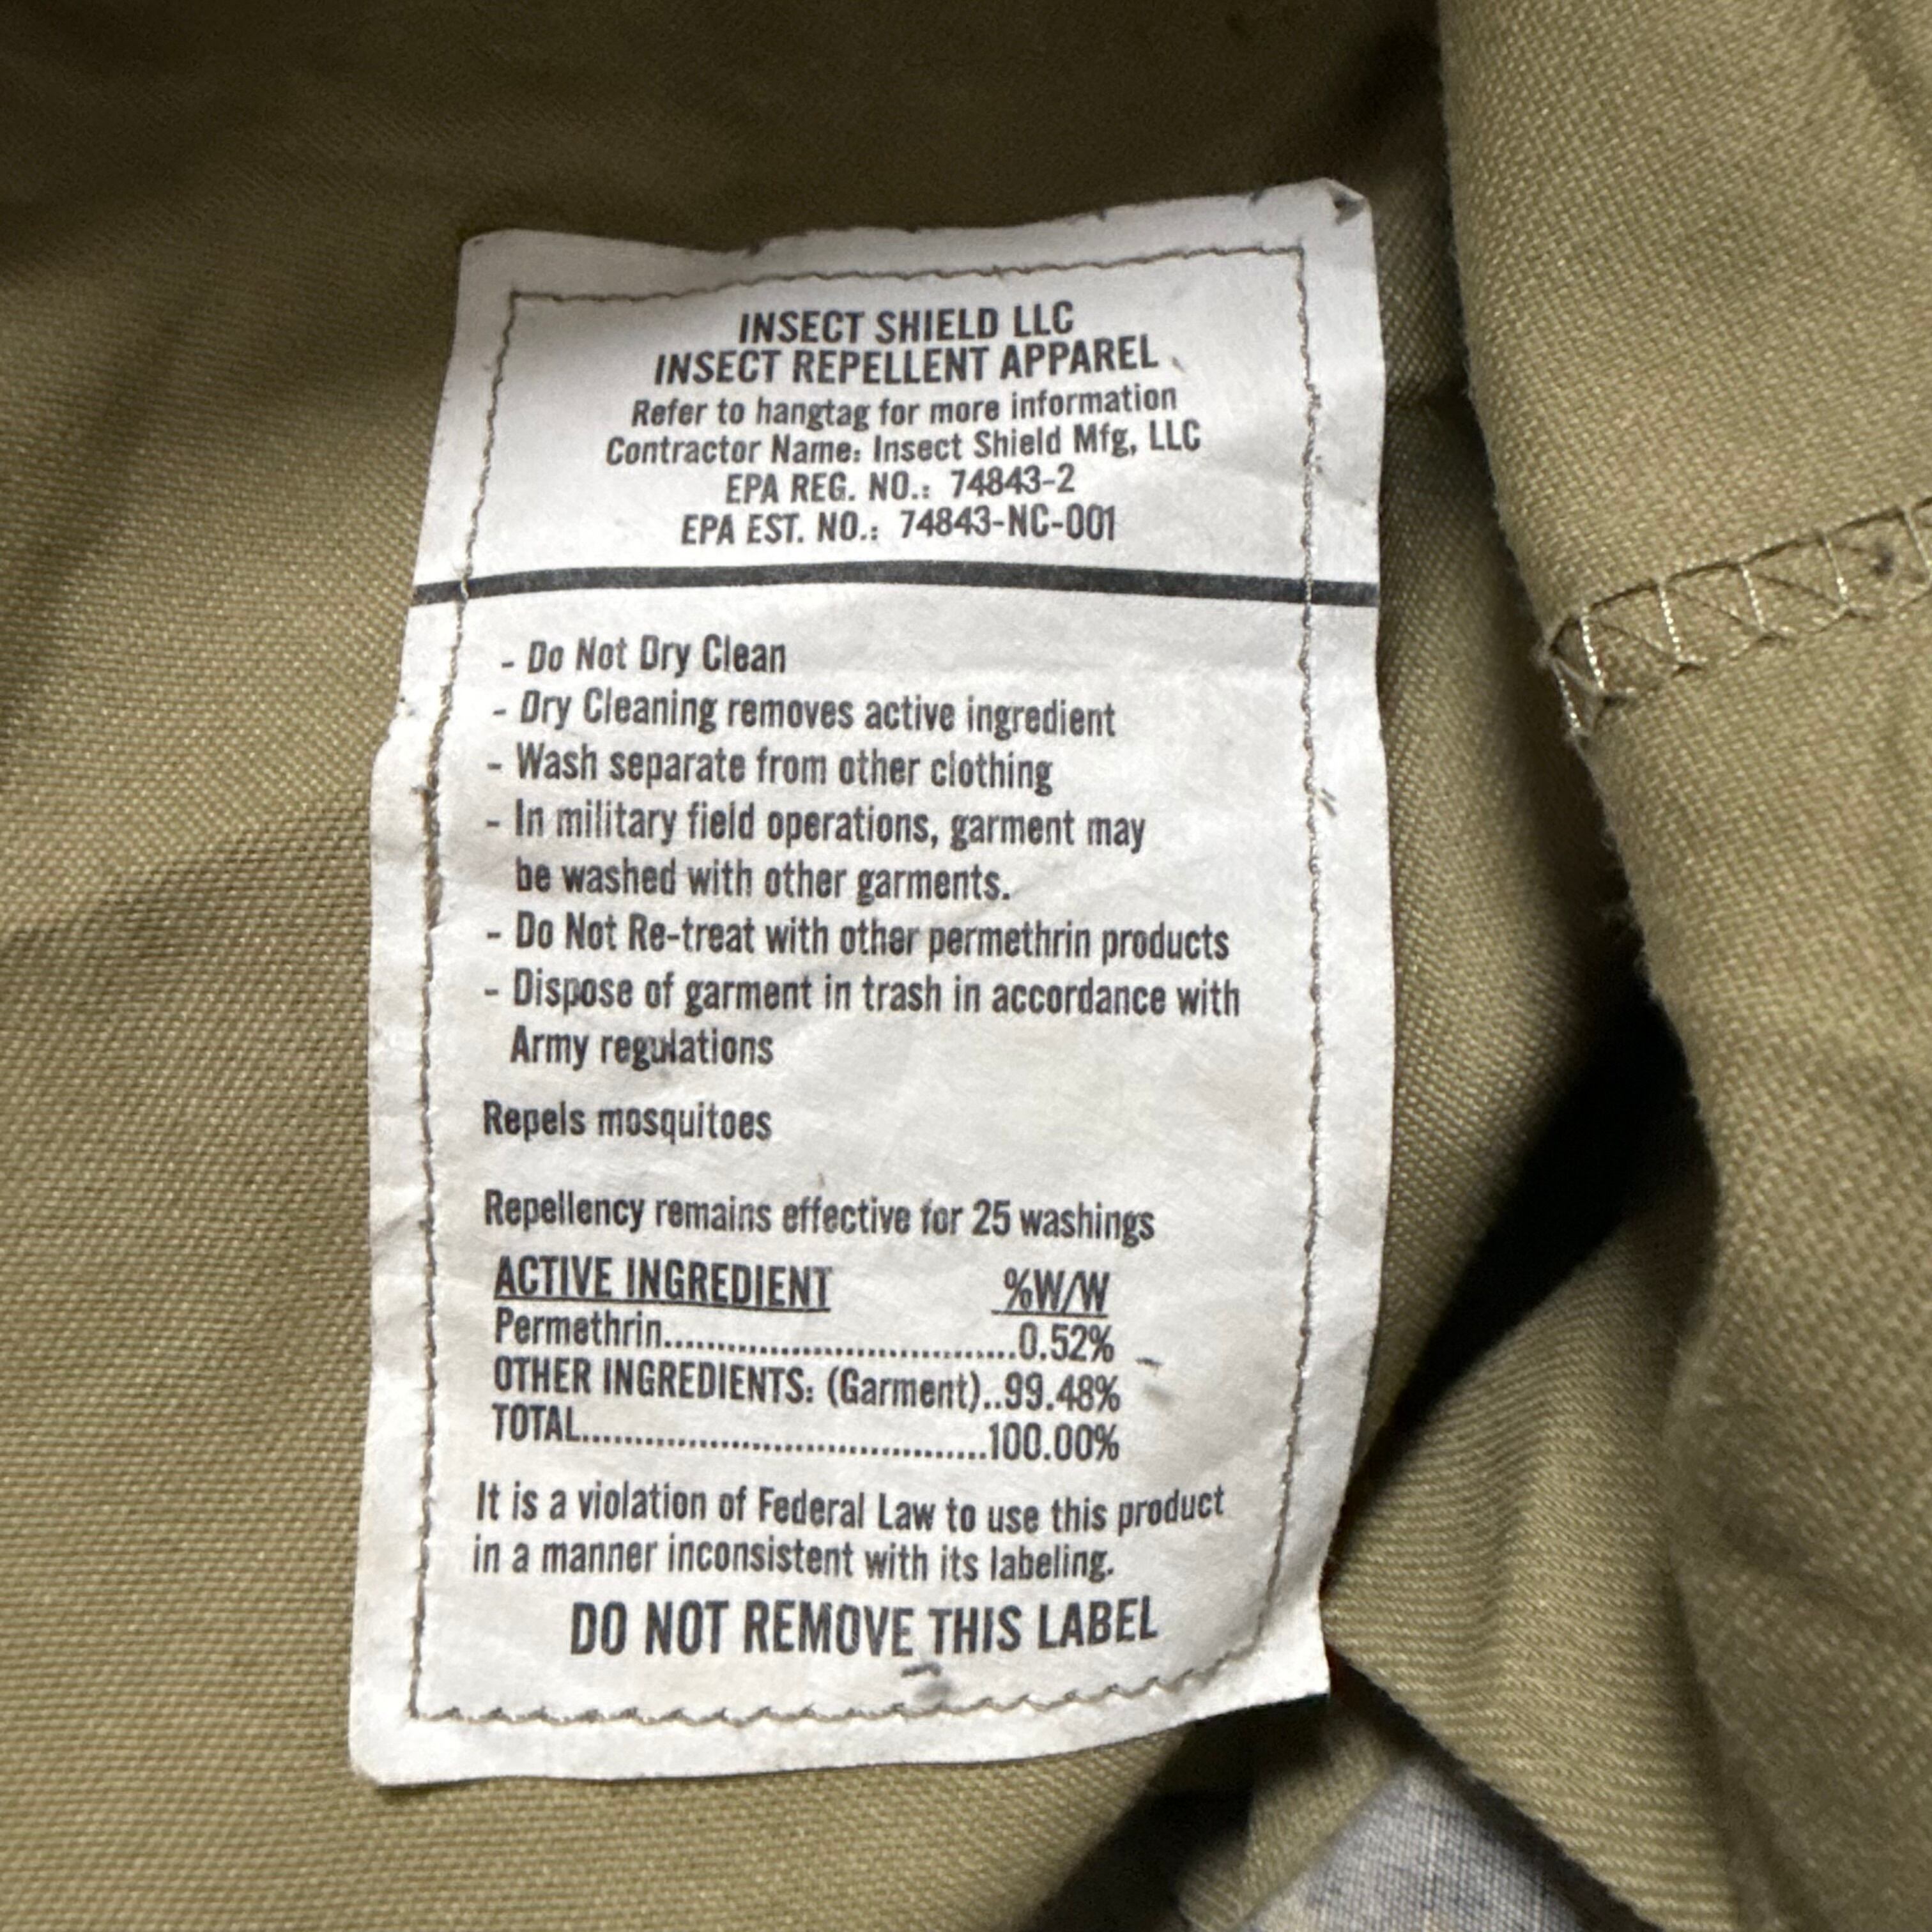 INSECT SHIELD LLC
INSECT REPELLENT APPAREL
Refer to hangtag for more information
Contractor Name: Insect Shield Mfg, LLC
EPA REG. NO.: 74843-2
EPA EST. NO.: 74843-NC-001
- Do Not Dry Clean
- Dry Cleaning removes active ingredient
- Wash separate from other clothing
- In military field operations, garment may
be washed with other garments.
- Do Not Re-treat with other permethrin products
- Dispose of garment in trash in accordance with
Army regulations
Repels mosquitoes
Repellency remains effective for 25 washings
ACTIVE INGREDIENT %W/W
Permethrin....................................0.52%
OTHER INGREDIENTS: (Garment)..99.48%
TOTAL..........................................100.00%
It is a violation of Federal Law to use this product
in a manner inconsistent with its labeling.
DO NOT REMOVE THIS LABEL